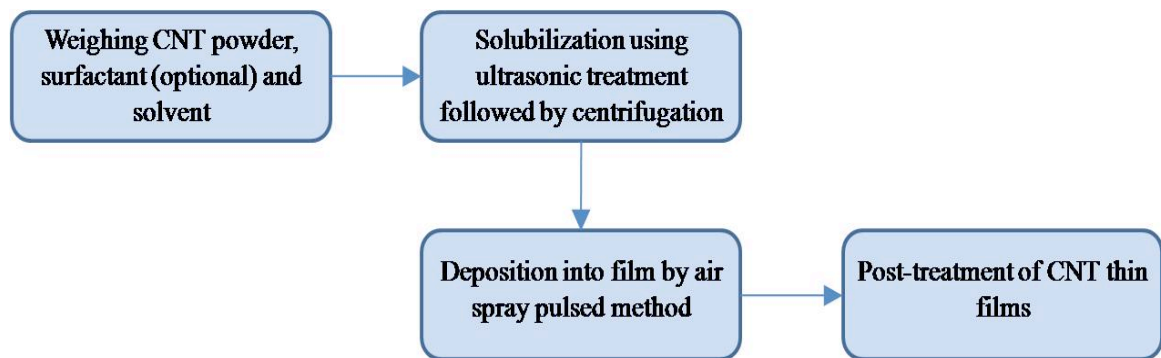 Weighing CNT powder,
surfactant (optional) and
solvent
Solubilization using
ultrasonic treatment
followed by centrifugation
Deposition into film by air
spray pulsed method
Post-treatment of CNT thin
films